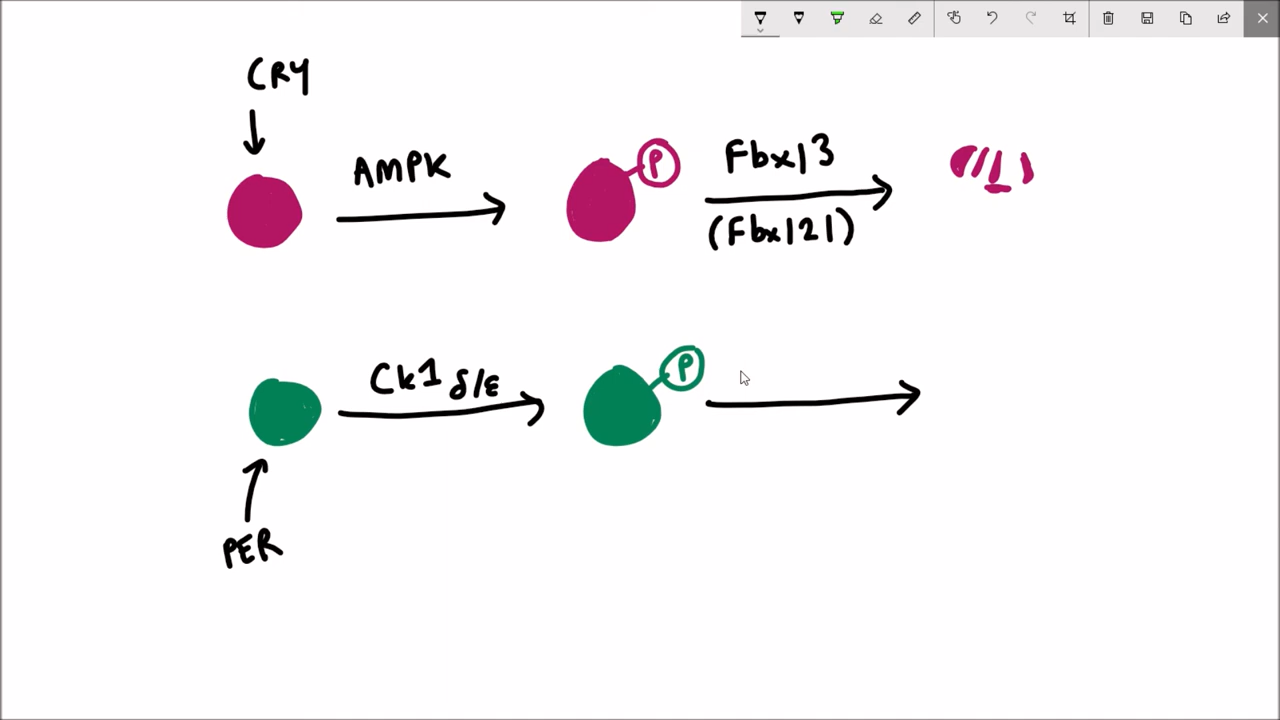 CRY
AMPK
P
Fbxl3
(Fbxl21)
Ck1 δ/ε
P
PER